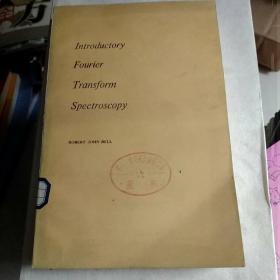 Introductory
Fourier
Transform
Spectroscopy
ROBERT JOHN BELL